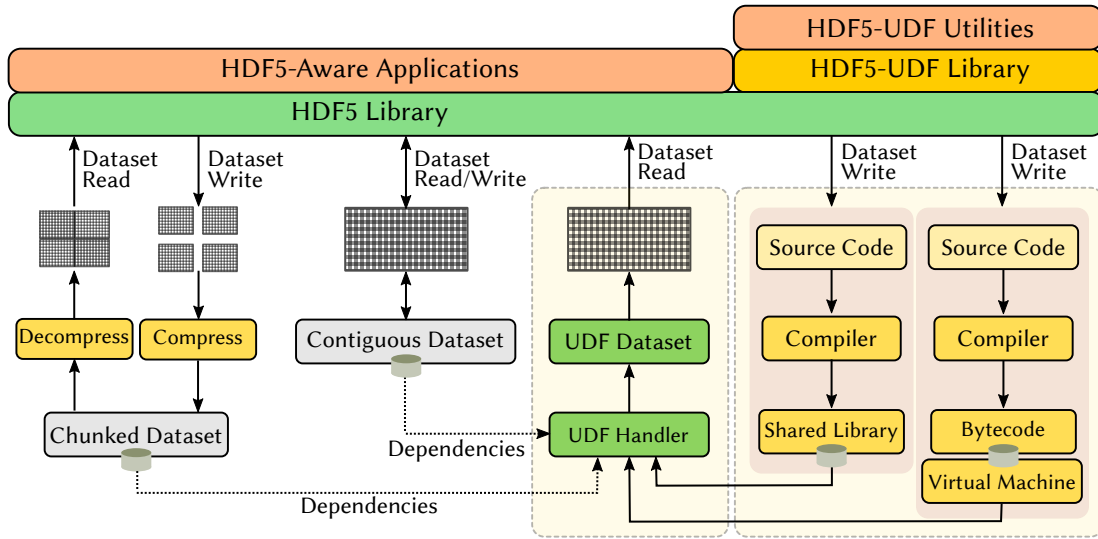 HDF5-UDF Utilities
HDF5-Aware Applications
HDF5-UDF Library
HDF5 Library
Dataset
Read
Dataset
Write
Dataset
Read/Write
Dataset
Read
Dataset
Write
Dataset
Write
Source Code
Source Code
Decompress
Compress
Contiguous Dataset
UDF Dataset
Compiler
Compiler
Chunked Dataset
Dependencies
UDF Handler
Shared Library
Bytecode
Virtual Machine
Dependencies